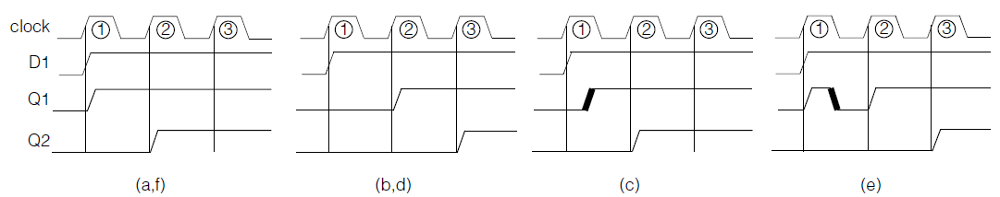 clock ① ② ③ ① ② ③ ① ② ③ ① ② ③
D1
Q1
Q2
(a,f) (b,d) (c) (e)